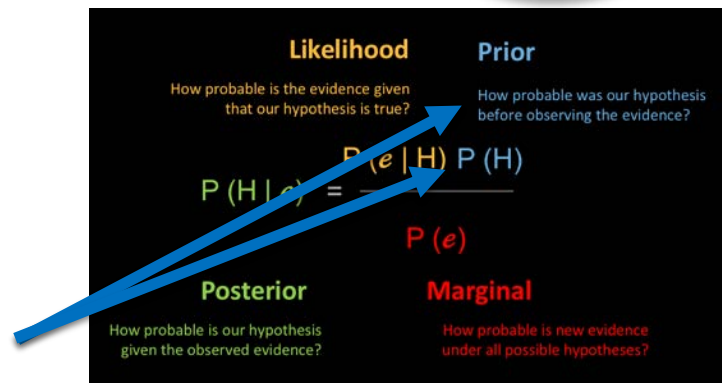 Likelihood
Prior
How probable is the evidence given
that our hypothesis is true?
How probable was our hypothesis
before observing the evidence?
P (e | H) P (H)
P (H | e) =
P (e)
Posterior
Marginal
How probable is our hypothesis
given the observed evidence?
How probable is new evidence
under all possible hypotheses?